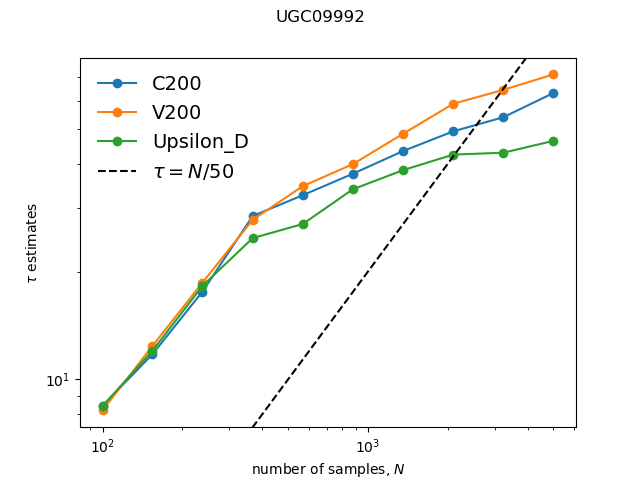 UGC09992
C200
V200
Upsilon_D
τ = N/50
τ estimates
10¹
10² 10³
number of samples, N